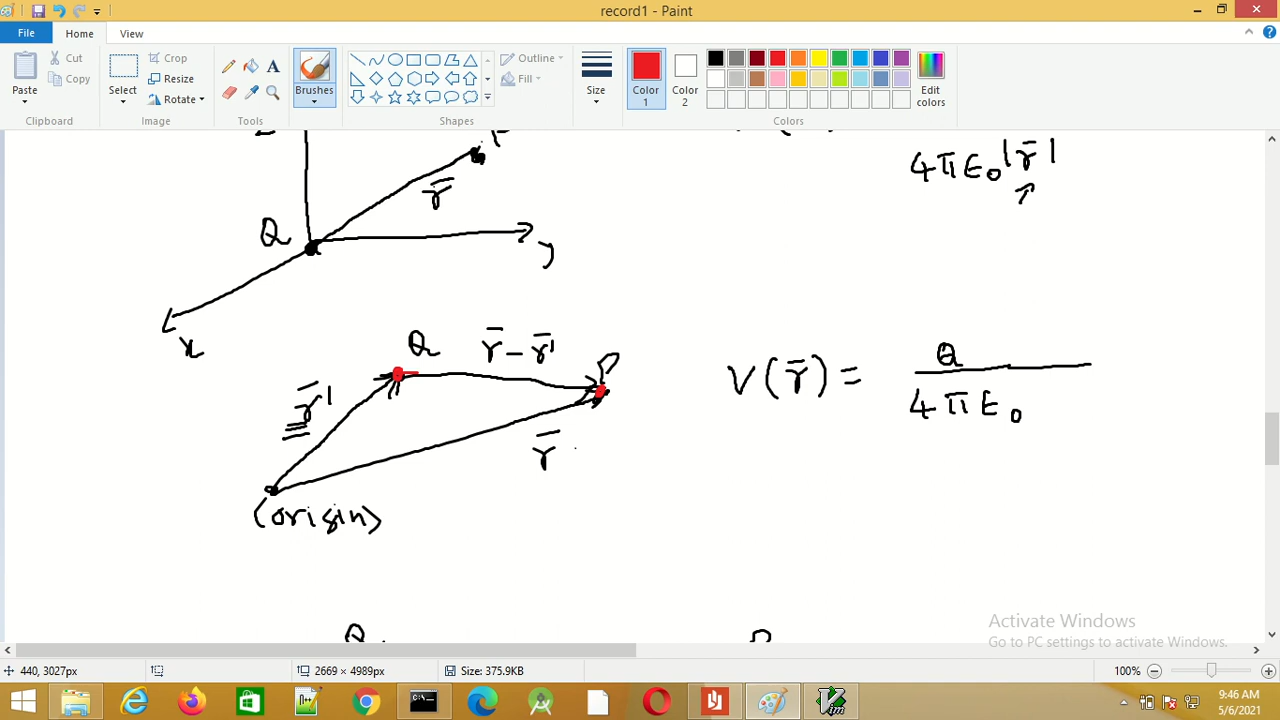 record1 - Paint
File Home View
Paste
Cut
Copy
Clipboard
Select
Crop
Resize
Rotate
Image
Tools
Brushes
Shapes
Outline
Fill
Size
Color 1
Color 2
Edit colors
Colors
4πε₀|r̄|
r̄
Q
y
x
Q r̄ - r̄' P
r̄'
r̄
(origin)
V(r̄) = Q
4πε₀
Q
Activate Windows
Go to PC settings to activate Windows.
440, 3027px
2669 × 4989px
Size: 375.9KB
100%
9:46 AM
5/6/2021